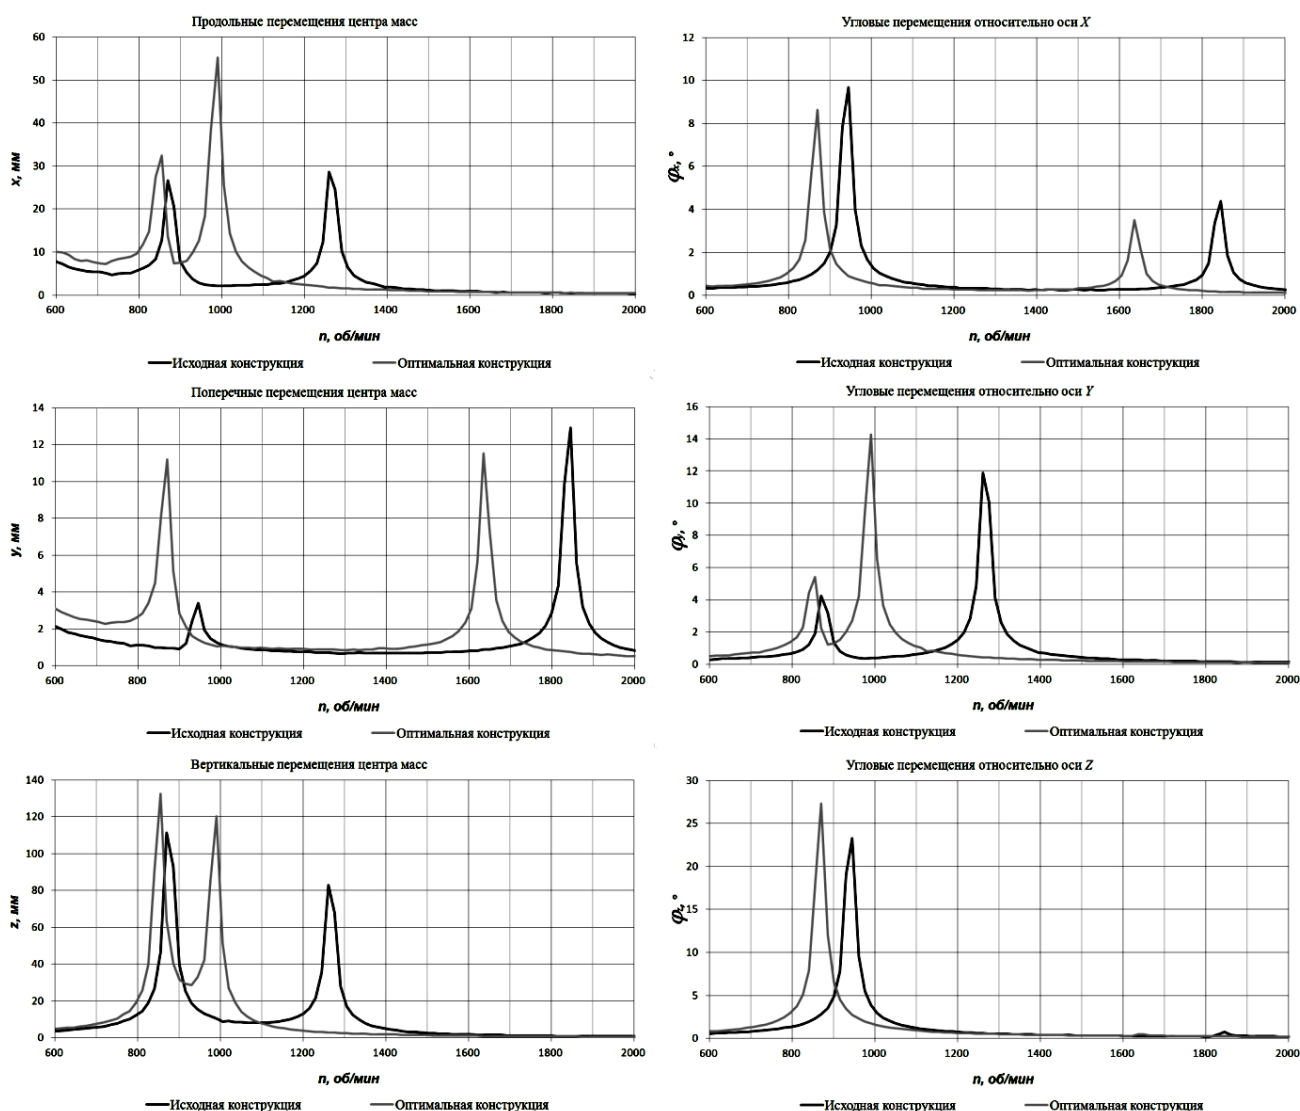 Продольные перемещения центра масс
60
50
40
30
20
10
0
x, мм
600 800 1000 1200 1400 1600 1800 2000
n, об/мин
Исходная конструкция Оптимальная конструкция
Угловые перемещения относительно оси X
12
10
8
6
4
2
0
φx, °
600 800 1000 1200 1400 1600 1800 2000
n, об/мин
Исходная конструкция Оптимальная конструкция
Поперечные перемещения центра масс
14
12
10
8
6
4
2
0
y, мм
600 800 1000 1200 1400 1600 1800 2000
n, об/мин
Исходная конструкция Оптимальная конструкция
Угловые перемещения относительно оси Y
16
14
12
10
8
6
4
2
0
φy, °
600 800 1000 1200 1400 1600 1800 2000
n, об/мин
Исходная конструкция Оптимальная конструкция
Вертикальные перемещения центра масс
140
120
100
80
60
40
20
0
z, мм
600 800 1000 1200 1400 1600 1800 2000
n, об/мин
Исходная конструкция Оптимальная конструкция
Угловые перемещения относительно оси Z
30
25
20
15
10
5
0
φz, °
600 800 1000 1200 1400 1600 1800 2000
n, об/мин
Исходная конструкция Оптимальная конструкция